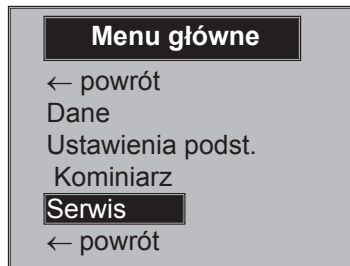 Menu główne
← powrót
Dane
Ustawienia podst.
Kominiarz
Serwis
← powrót